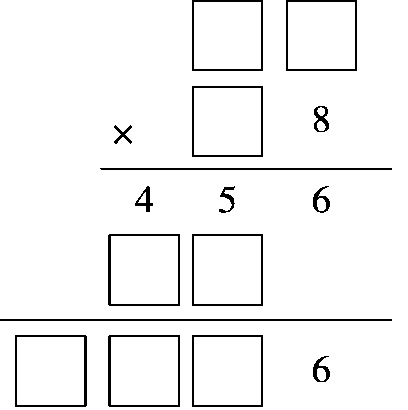 □ □
× □ 8
4 5 6
□ □
□ □ □ 6